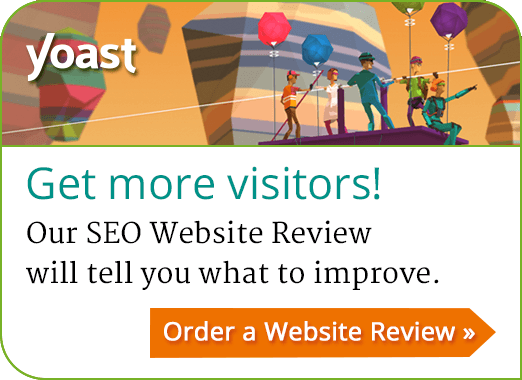 yoast
Get more visitors!
Our SEO Website Review
will tell you what to improve.
Order a Website Review »